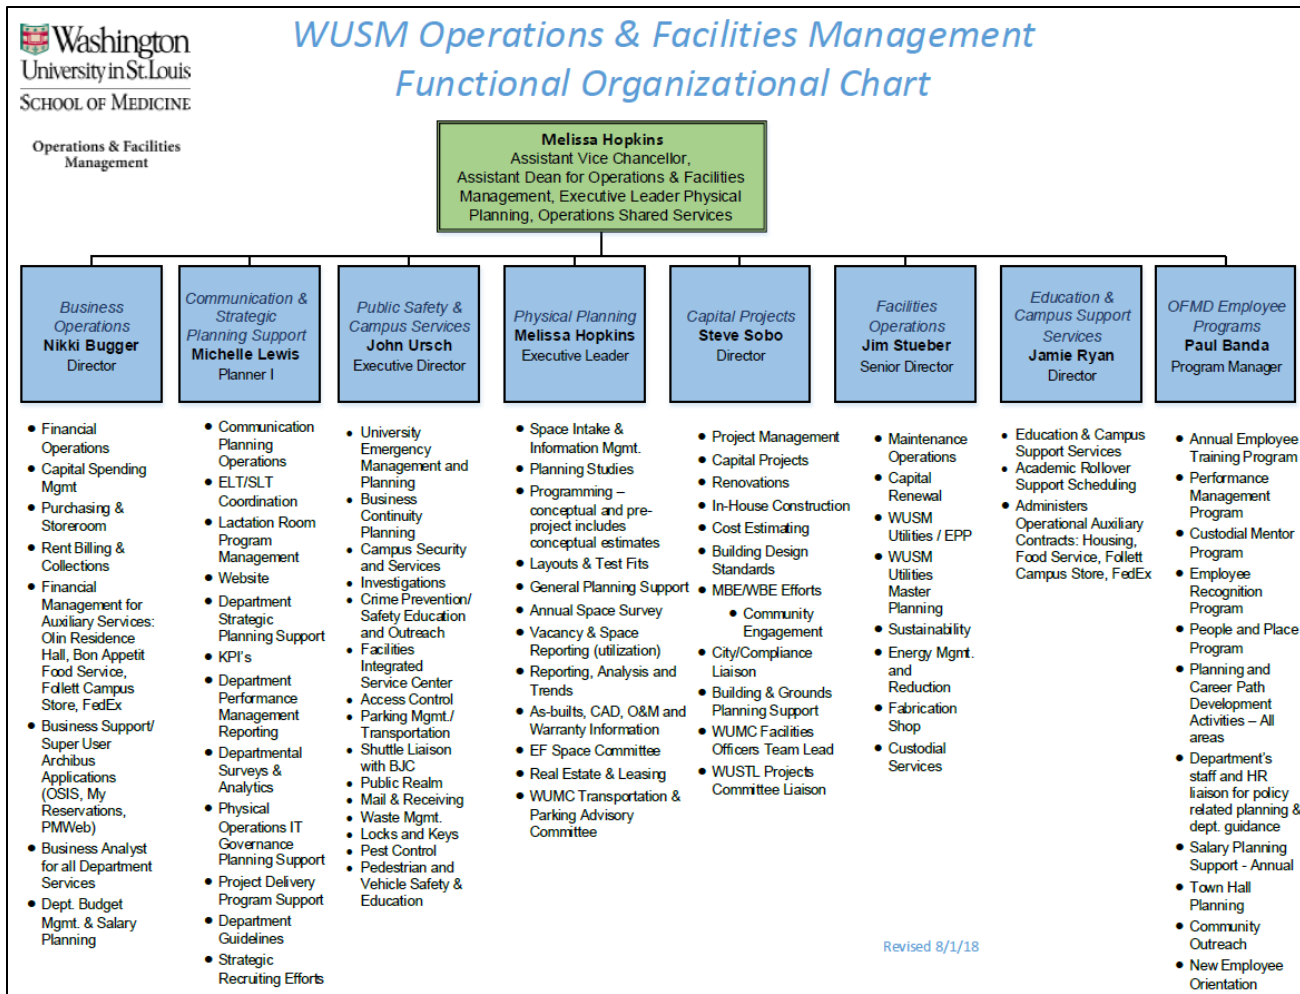 Washington
University in St. Louis
SCHOOL OF MEDICINE
Operations & Facilities
Management
WUSM Operations & Facilities Management
Functional Organizational Chart
Melissa Hopkins
Assistant Vice Chancellor,
Assistant Dean for Operations & Facilities
Management, Executive Leader Physical
Planning, Operations Shared Services
Business
Operations
Nikki Bugger
Director
Communication &
Strategic
Planning Support
Michelle Lewis
Planner I
Public Safety &
Campus Services
John Ursch
Executive Director
Physical Planning
Melissa Hopkins
Executive Leader
Capital Projects
Steve Sobo
Director
Facilities
Operations
Jim Stueber
Senior Director
Education &
Campus Support
Services
Jamie Ryan
Director
OFMD Employee
Programs
Paul Banda
Program Manager
• Financial
Operations
• Capital Spending
Mgmt
• Purchasing &
Storeroom
• Rent Billing &
Collections
• Financial
Management for
Auxiliary Services:
Olin Residence
Hall, Bon Appetit
Food Service,
Follett Campus
Store, FedEx
• Business Support/
Super User
Archibus
Applications
(OSIS, My
Reservations,
PMWeb)
• Business Analyst
for all Department
Services
• Dept. Budget
Mgmt. & Salary
Planning
• Communication
Planning
Operations
• ELT/SLT
Coordination
• Lactation Room
Program
Management
• Website
• Department
Strategic
Planning Support
• KPI's
• Department
Performance
Management
Reporting
• Departmental
Surveys &
Analytics
• Physical
Operations IT
Governance
Planning Support
• Project Delivery
Program Support
• Department
Guidelines
• Strategic
Recruiting Efforts
• University
Emergency
Management and
Planning
• Business
Continuity
Planning
• Campus Security
and Services
• Investigations
• Crime Prevention/
Safety Education
and Outreach
• Facilities
Integrated
Service Center
• Access Control
• Parking Mgmt./
Transportation
• Shuttle Liaison
with BJC
• Public Realm
• Mail & Receiving
• Waste Mgmt.
• Locks and Keys
• Pest Control
• Pedestrian and
Vehicle Safety &
Education
• Space Intake &
Information Mgmt.
• Planning Studies
• Programming –
conceptual and pre-
project includes
conceptual estimates
• Layouts & Test Fits
• General Planning Support
• Annual Space Survey
• Vacancy & Space
Reporting (utilization)
• Reporting, Analysis and
Trends
• As-builts, CAD, O&M and
Warranty Information
• EF Space Committee
• Real Estate & Leasing
• WUMC Transportation &
Parking Advisory
Committee
• Project Management
• Capital Projects
• Renovations
• In-House Construction
• Cost Estimating
• Building Design
Standards
• MBE/WBE Efforts
• Community
Engagement
• City/Compliance
Liaison
• Building & Grounds
Planning Support
• WUMC Facilities
Officers Team Lead
• WUSTL Projects
Committee Liaison
• Maintenance
Operations
• Capital
Renewal
• WUSM
Utilities / EPP
• WUSM
Utilities
Master
Planning
• Sustainability
• Energy Mgmt.
and
Reduction
• Fabrication
Shop
• Custodial
Services
• Education & Campus
Support Services
• Academic Rollover
Support Scheduling
• Administers
Operational Auxiliary
Contracts: Housing,
Food Service, Follett
Campus Store, FedEx
• Annual Employee
Training Program
• Performance
Management
Program
• Custodial Mentor
Program
• Employee
Recognition
Program
• People and Place
Program
• Planning and
Career Path
Development
Activities – All
areas
• Department's
staff and HR
liaison for policy
related planning &
dept. guidance
• Salary Planning
Support - Annual
• Town Hall
Planning
• Community
Outreach
• New Employee
Orientation
Revised 8/1/18